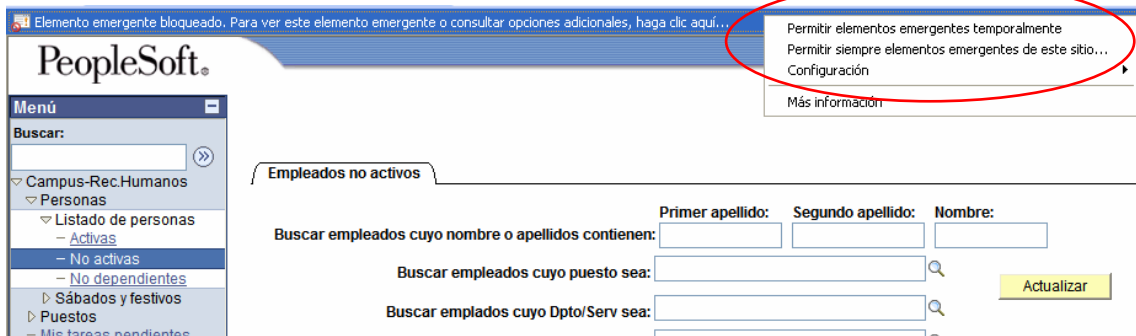 Elemento emergente bloqueado. Para ver este elemento emergente o consultar opciones adicionales, haga clic aquí...
Permitir elementos emergentes temporalmente
Permitir siempre elementos emergentes de este sitio...
Configuración
Más información
PeopleSoft®
Menú
Buscar:
Campus-Rec.Humanos
Personas
Listado de personas
Activas
No activas
No dependientes
Sábados y festivos
Puestos
Mis tareas pendientes
Empleados no activos
Primer apellido: Segundo apellido: Nombre:
Buscar empleados cuyo nombre o apellidos contienen:
Buscar empleados cuyo puesto sea:
Actualizar
Buscar emplados cuyo Dpto/Serv sea: